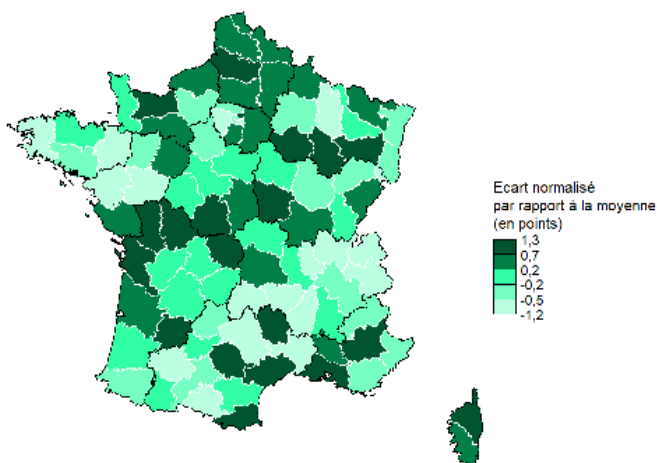 Ecart normalisé
par rapport à la moyenne
(en points)
1,3
0,7
0,2
-0,2
-0,5
-1,2